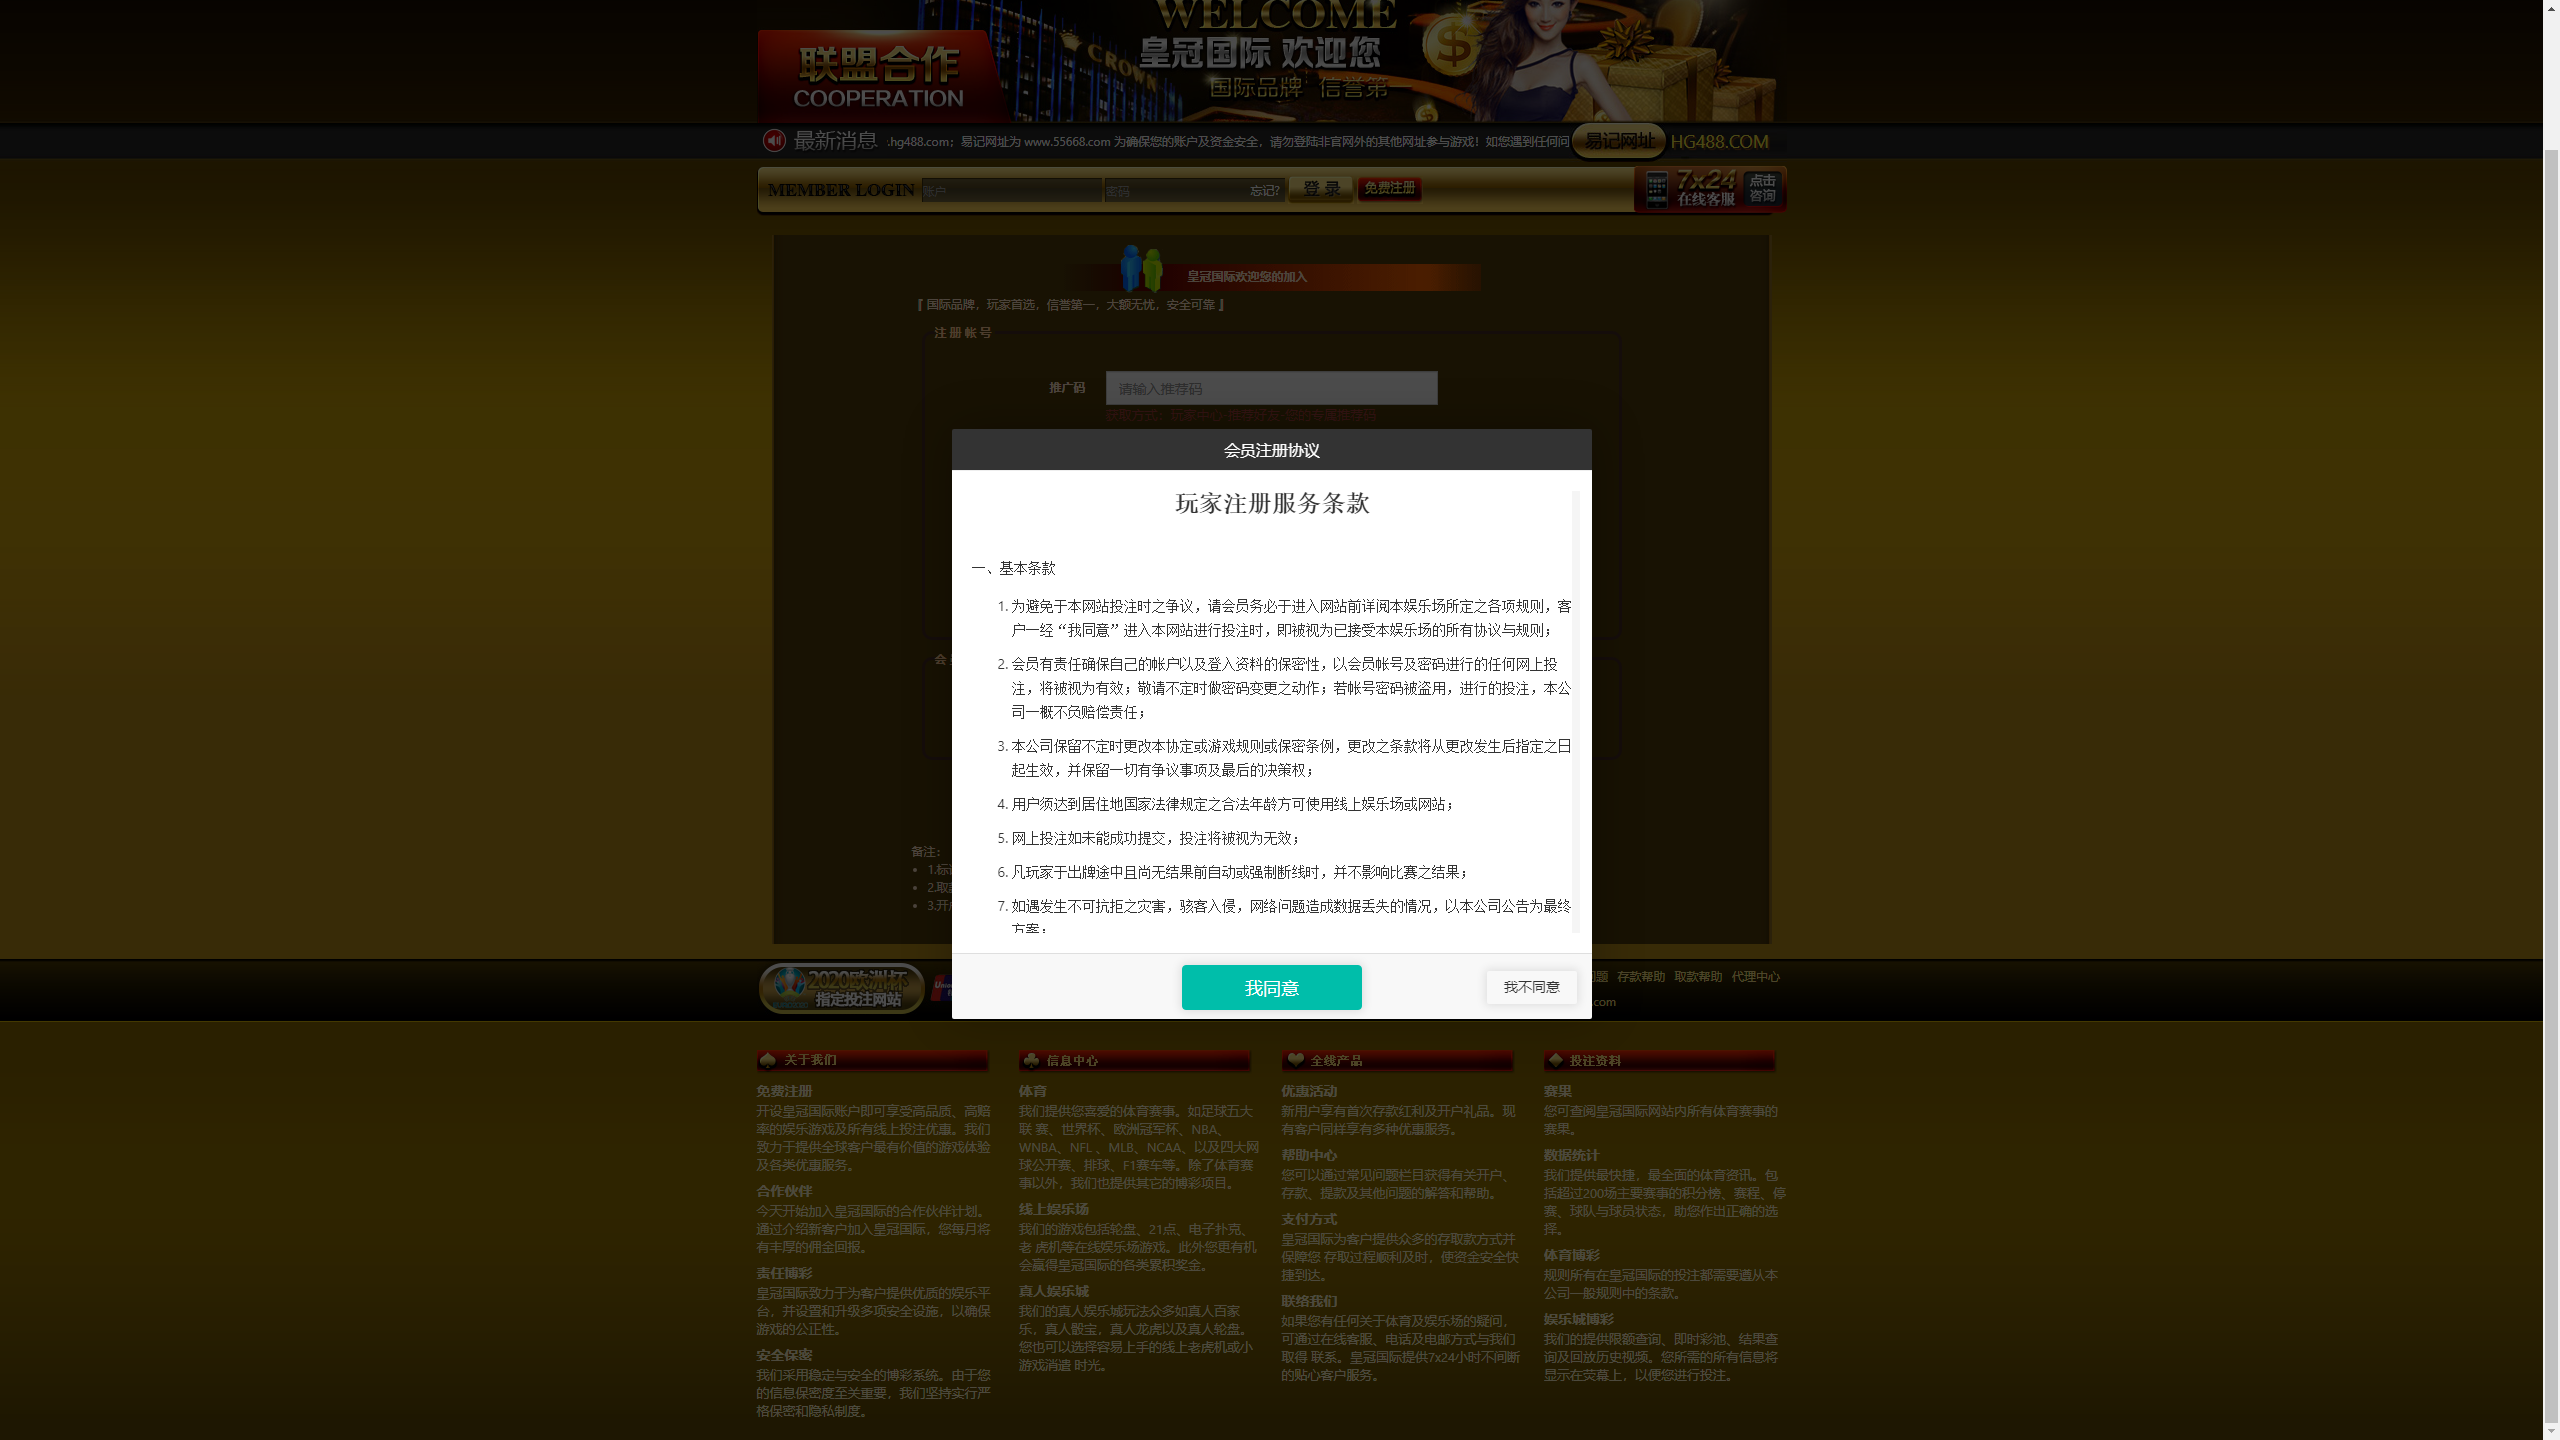 WELCOME
皇冠国际 欢迎您
国际品牌 信誉第一
CROWN
联盟合作
COOPERATION
最新消息
.hg488.com；易记网址为 www.55668.com 为确保您的账户及资金安全，请勿登陆非官网外的其他网址参与游戏！如您遇到任何问
易记网址
HG488.COM
MEMBER LOGIN
账户
密码
忘记?
登 录
免费注册
7x24
在线客服
点击
咨询
皇冠国际欢迎您的加入
〖 国际品牌，玩家首选，信誉第一，大额无忧，安全可靠 〗
注 册 帐 号
推广码
请输入推荐码
获取方式：玩家中心-推荐好友-您的专属推荐码
会员注册协议
玩家注册服务条款
一、基本条款
1. 为避免于本网站投注时之争议，请会员务必于进入网站前详阅本娱乐场所定之各项规则，客
户一经“我同意”进入本网站进行投注时，即被视为已接受本娱乐场的所有协议与规则；
2. 会员有责任确保自己的帐户以及登入资料的保密性，以会员帐号及密码进行的任何网上投
注，将被视为有效；敬请不定时做密码变更之动作；若帐号密码被盗用，进行的投注，本公
司一概不负赔偿责任；
3. 本公司保留不定时更改本协定或游戏规则或保密条例，更改之条款将从更改发生后指定之日
起生效，并保留一切有争议事项及最后的决策权；
4. 用户须达到居住地国家法律规定之合法年龄方可使用线上娱乐场或网站；
5. 网上投注如未能成功提交，投注将被视为无效；
6. 凡玩家于出牌途中且尚无结果前自动或强制断线时，并不影响比赛之结果；
7. 如遇发生不可抗拒之灾害，骇客入侵，网络问题造成数据丢失的情况，以本公司公告为最终
方案；
会
备注：
1.标
2.取
3.开
我同意
我不同意
2020欧洲杯
指定投注网站
题 存款帮助 取款帮助 代理中心
.com
关于我们
免费注册
开设皇冠国际账户即可享受高品质、高赔
率的娱乐游戏及所有线上投注优惠。我们
致力于提供全球客户最有价值的游戏体验
及各类优惠服务。
合作伙伴
今天开始加入皇冠国际的合作伙伴计划。
通过介绍新客户加入皇冠国际，您每月将
有丰厚的佣金回报。
责任博彩
皇冠国际致力于为客户提供优质的娱乐平
台，并设置和升级多项安全设施，以确保
游戏的公正性。
安全保密
我们采用稳定与安全的博彩系统。由于您
的信息保密度至关重要，我们坚持实行严
格保密和隐私制度。
信息中心
体育
我们提供您喜爱的体育赛事。如足球五大
联 赛、世界杯、欧洲冠军杯、NBA、
WNBA、NFL 、MLB、NCAA、以及四大网
球公开赛、排球、F1赛车等。除了体育赛
事以外，我们也提供其它的博彩项目。
线上娱乐场
我们的游戏包括轮盘、21点、电子扑克、
老 虎机等在线娱乐场游戏。此外您更有机
会赢得皇冠国际的各类累积奖金。
真人娱乐城
我们的真人娱乐城玩法众多如真人百家
乐，真人骰宝，真人龙虎以及真人轮盘。
您也可以选择容易上手的线上老虎机或小
游戏消遣 时光。
全线产品
优惠活动
新用户享有首次存款红利及开户礼品。现
有客户同样享有多种优惠服务。
帮助中心
您可以通过常见问题栏目获得有关开户、
存款、提款及其他问题的解答和帮助。
支付方式
皇冠国际为客户提供众多的存取款方式并
保障您 存取过程顺利及时，使资金安全快
捷到达。
联络我们
如果您有任何关于体育及娱乐场的疑问，
可通过在线客服、电话及电邮方式与我们
取得 联系。皇冠国际提供7x24小时不间断
的贴心客户服务。
投注资料
赛果
您可查阅皇冠国际网站内所有体育赛事的
赛果。
数据统计
我们提供最快捷，最全面的体育资讯。包
括超过200场主要赛事的积分榜、赛程、停
赛、球队与球员状态，助您作出正确的选
择。
体育博彩
规则所有在皇冠国际的投注都需要遵从本
公司一般规则中的条款。
娱乐城博彩
我们的提供限额查询、即时彩池、结果查
询及回放历史视频。您所需的所有信息将
显示在荧幕上，以便您进行投注。